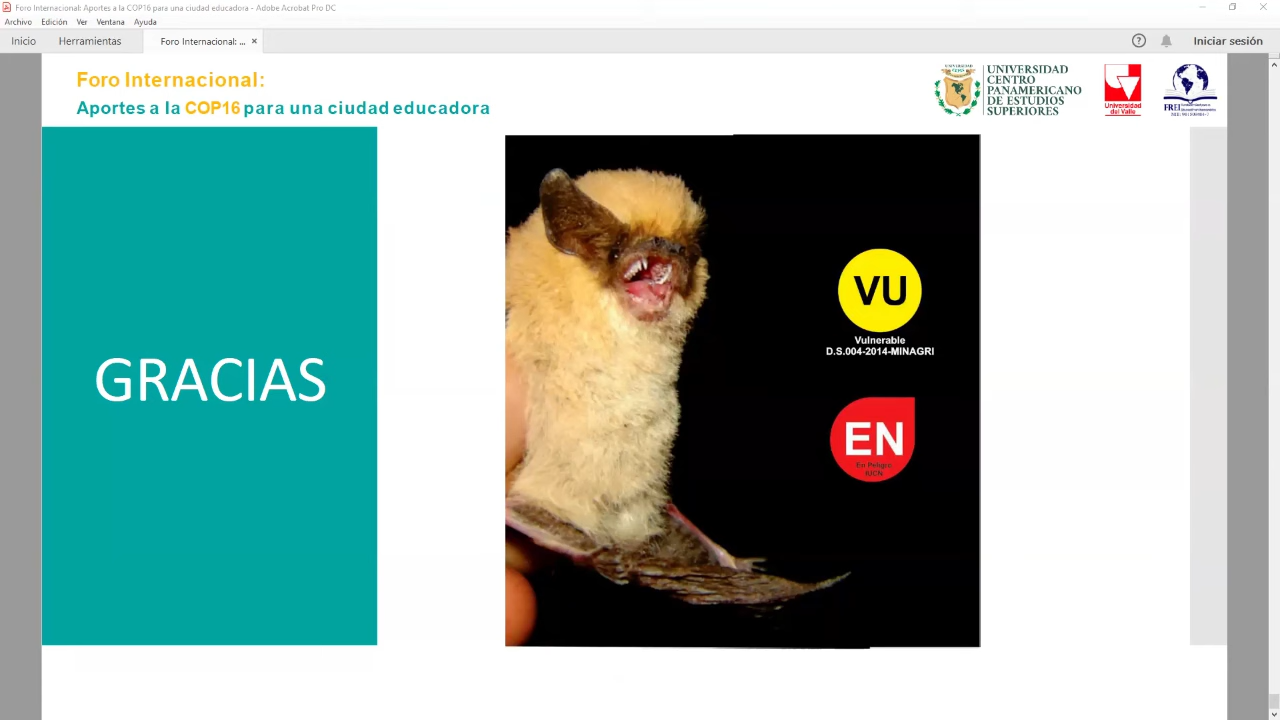 Foro Internacional: Aportes a la COP16 para una ciudad educadora - Adobe Acrobat Pro DC
Archivo Edición Ver Ventana Ayuda
Inicio Herramientas Foro Internacional: ... × Iniciar sesión
Foro Internacional:
Aportes a la COP16 para una ciudad educadora
UNIVERSIDAD
CENTRO
PANAMERICANO
DE ESTUDIOS
SUPERIORES
Universidad
del Valle
FREI
GRACIAS
VU
Vulnerable
D.S.004-2014-MINAGRI
EN
En Peligro
IUCN